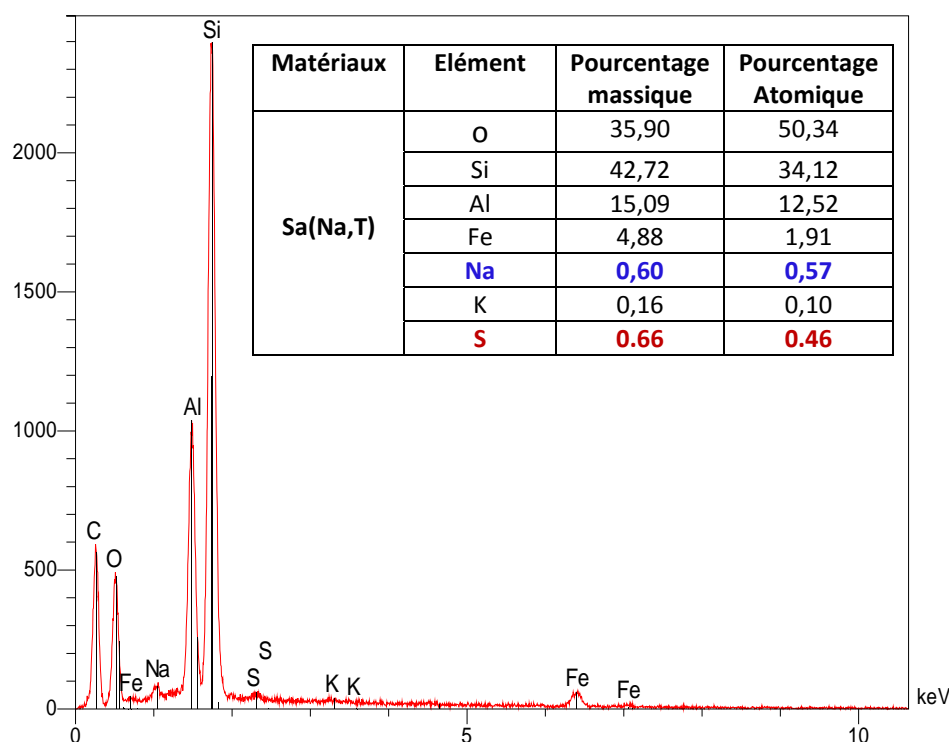 Matériaux Elément Pourcentage massique Pourcentage Atomique
Sa(Na,T)
O 35,90 50,34
Si 42,72 34,12
Al 15,09 12,52
Fe 4,88 1,91
Na 0,60 0,57
K 0,16 0,10
S 0.66 0.46
Si
2000
1500
Al
1000
C
O
500
Fe
Na
S
S
K
K
Fe
Fe
0
keV
0
5
10